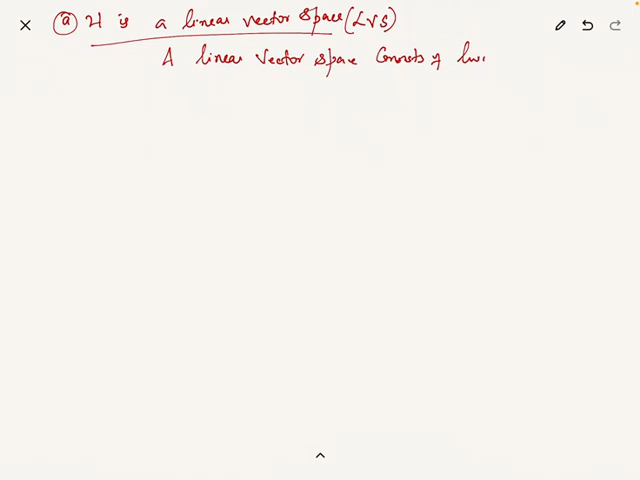 (a) H is a linear vector space (LVS)
A linear vector space consists of